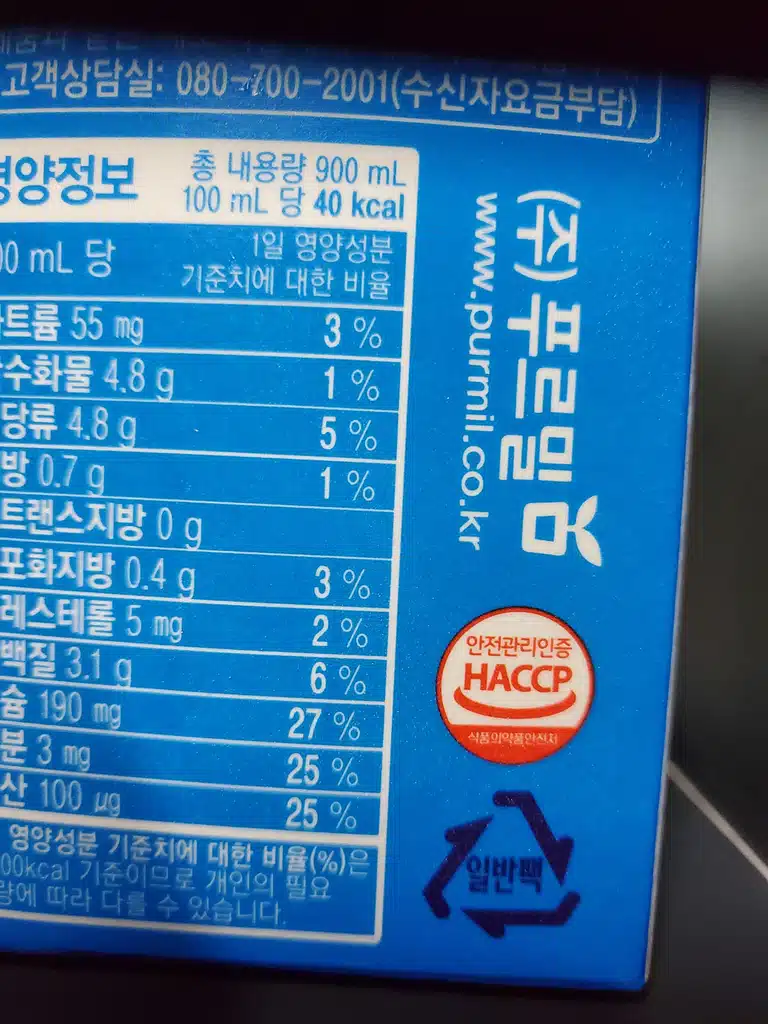 고객상담실: 080-700-2001(수신자요금부담)
영양정보
총 내용량 900 mL
100 mL 당 40 kcal
00 mL 당
1일 영양성분
기준치에 대한 비율
트륨 55 mg 3 %
수화물 4.8 g 1 %
당류 4.8 g 5 %
방 0.7 g 1 %
트랜스지방 0 g
포화지방 0.4 g 3 %
레스테롤 5 mg 2 %
백질 3.1 g 6 %
슘 190 mg 27 %
분 3 mg 25 %
산 100 μg 25 %
영양성분 기준치에 대한 비율(%)은
00kcal 기준이므로 개인의 필요
량에 따라 다를 수 있습니다.
(주)푸르밀
www.purmil.co.kr
안전관리인증
HACCP
식품의약품안전처
일반팩